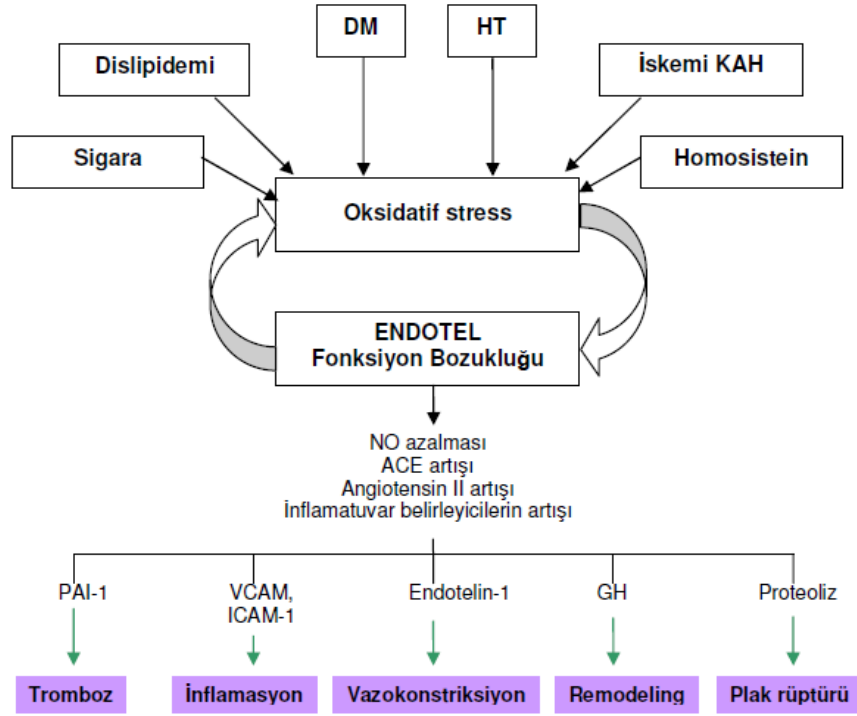 DM
HT
Dislipidemi
İskemi KAH
Sigara
Homosistein
Oksidatif stress
ENDOTEL
Fonksiyon Bozukluğu
NO azalması
ACE artışı
Angiotensin II artışı
İnflamatuvar belirleyicilerin artışı
PAI-1
VCAM,
ICAM-1
Endotelin-1
GH
Proteoliz
Tromboz
İnflamasyon
Vazokonstriksiyon
Remodeling
Plak rüptürü